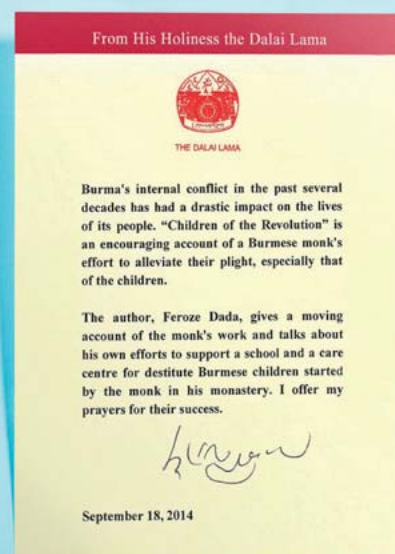 From His Holiness the Dalai Lama
THE DALAI LAMA
Burma's internal conflict in the past several
decades has had a drastic impact on the lives
of its people. "Children of the Revolution" is
an encouraging account of a Burmese monk's
effort to alleviate their plight, especially that
of the children.
The author, Feroze Dada, gives a moving
account of the monk's work and talks about
his own efforts to support a school and a care
centre for destitute Burmese children started
by the monk in his monastery. I offer my
prayers for their success.
September 18, 2014